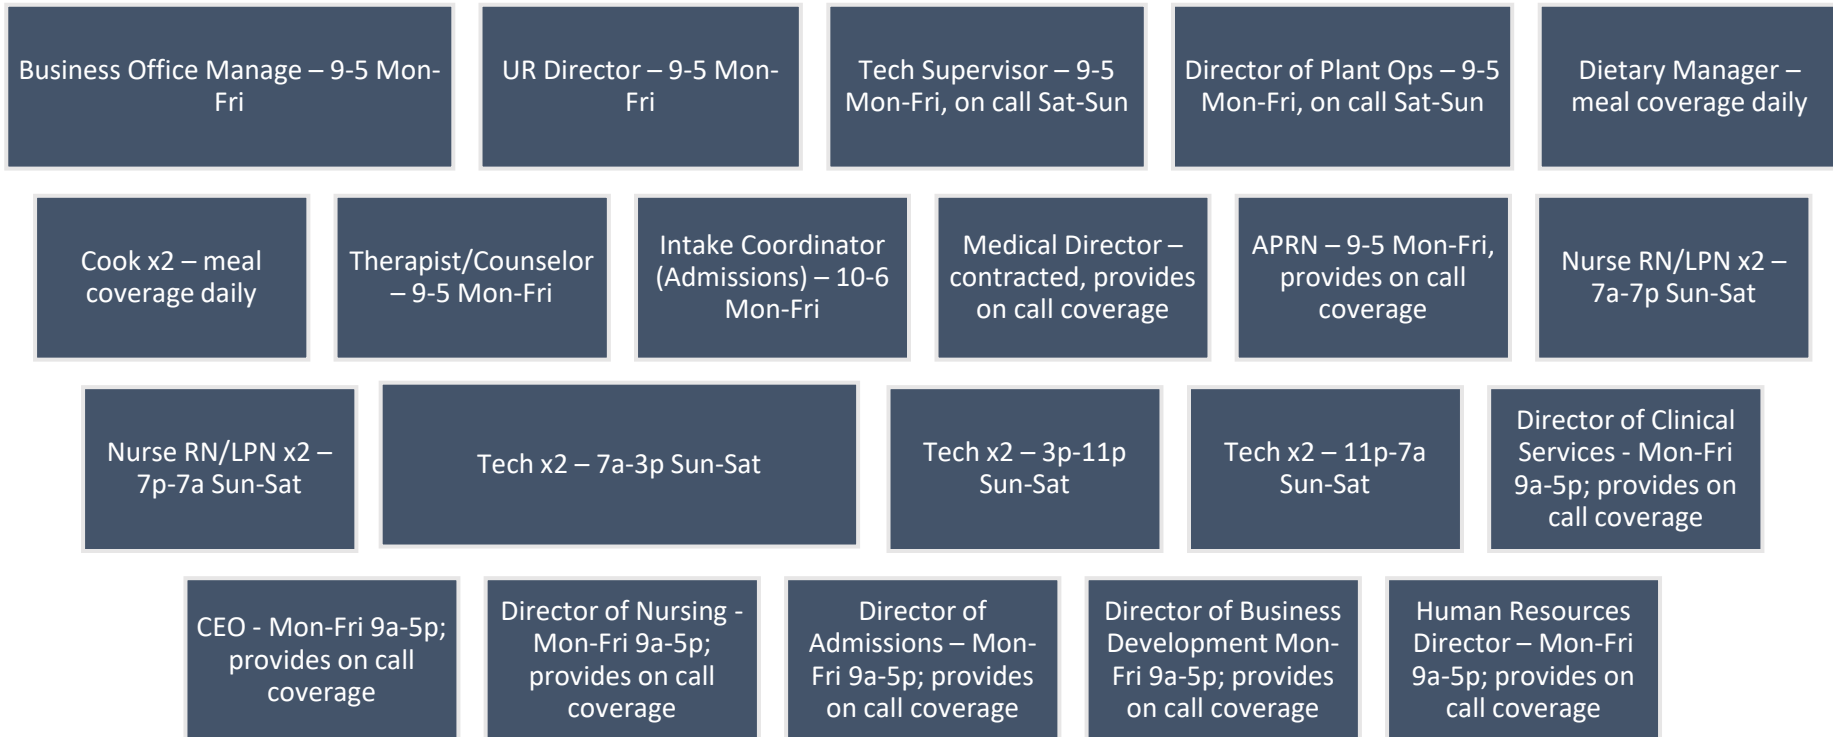 Business Office Manage – 9-5 Mon-
Fri
UR Director – 9-5 Mon-
Fri
Tech Supervisor – 9-5
Mon-Fri, on call Sat-Sun
Director of Plant Ops – 9-5
Mon-Fri, on call Sat-Sun
Dietary Manager –
meal coverage daily
Cook x2 – meal
coverage daily
Therapist/Counselor
– 9-5 Mon-Fri
Intake Coordinator
(Admissions) – 10-6
Mon-Fri
Medical Director –
contracted, provides
on call coverage
APRN – 9-5 Mon-Fri,
provides on call
coverage
Nurse RN/LPN x2 –
7a-7p Sun-Sat
Nurse RN/LPN x2 –
7p-7a Sun-Sat
Tech x2 – 7a-3p Sun-Sat
Tech x2 – 3p-11p
Sun-Sat
Tech x2 – 11p-7a
Sun-Sat
Director of Clinical
Services - Mon-Fri
9a-5p; provides on
call coverage
CEO - Mon-Fri 9a-5p;
provides on call
coverage
Director of Nursing -
Mon-Fri 9a-5p;
provides on call
coverage
Director of
Admissions – Mon-
Fri 9a-5p; provides
on call coverage
Director of Business
Development Mon-
Fri 9a-5p; provides
on call coverage
Human Resources
Director – Mon-Fri
9a-5p; provides on
call coverage